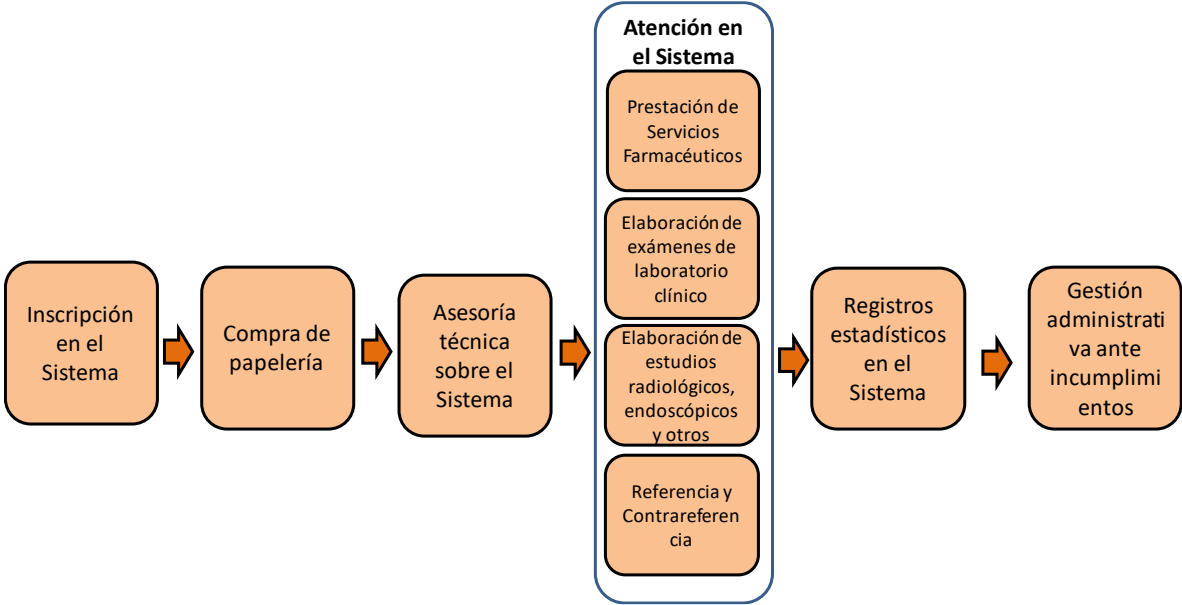 Inscripción
en el
Sistema
Compra de
papelería
Asesoría
técnica
sobre el
Sistema
Atención en
el Sistema
Prestación de
Servicios
Farmacéuticos
Elaboración de
exámenes de
laboratorio
clínico
Elaboración de
estudios
radiológicos,
endoscópicos
y otros
Referencia y
Contrareferen
cia
Registros
estadísticos
en el
Sistema
Gestión
administrati
va ante
incumplimi
entos